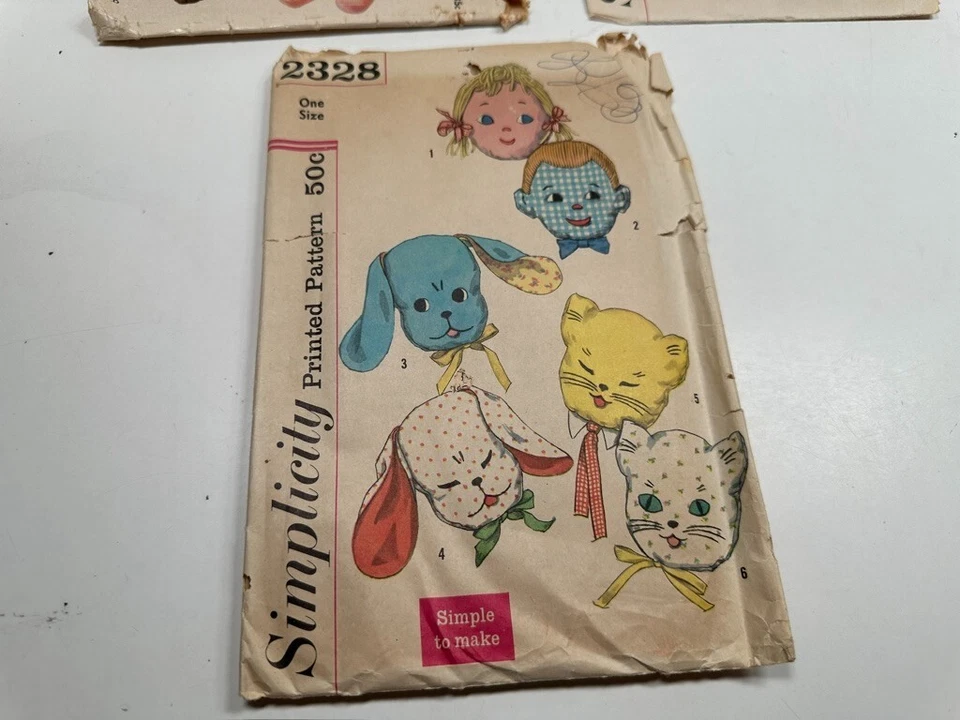 2328
One
Size
Simplicity Printed Pattern 50c
1
2
3
4
5
6
Simple
to make